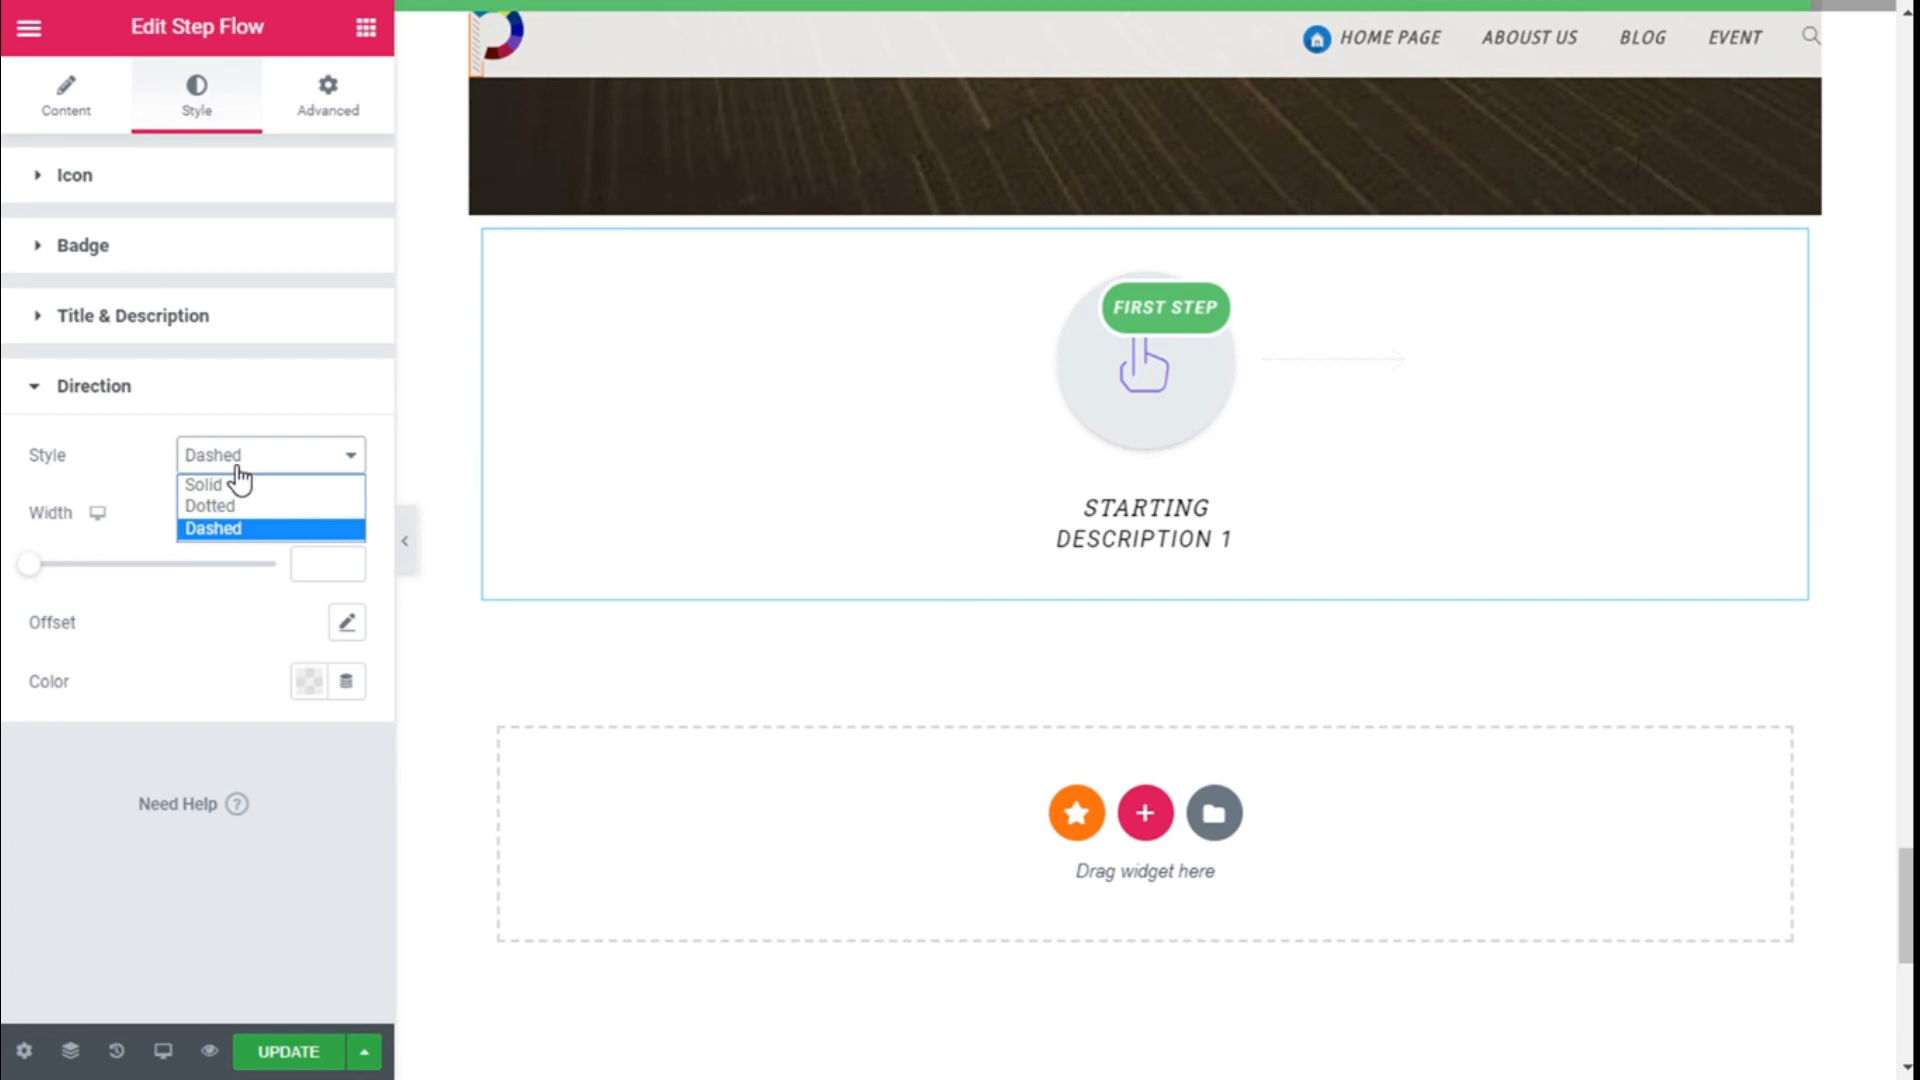 Edit Step Flow
Content
Style
Advanced
Icon
Badge
Title & Description
Direction
Style
Dashed
Solid
Dotted
Dashed
Width
Offset
Color
Need Help ?
UPDATE
HOME PAGE
ABOUST US
BLOG
EVENT
FIRST STEP
STARTING
DESCRIPTION 1
Drag widget here